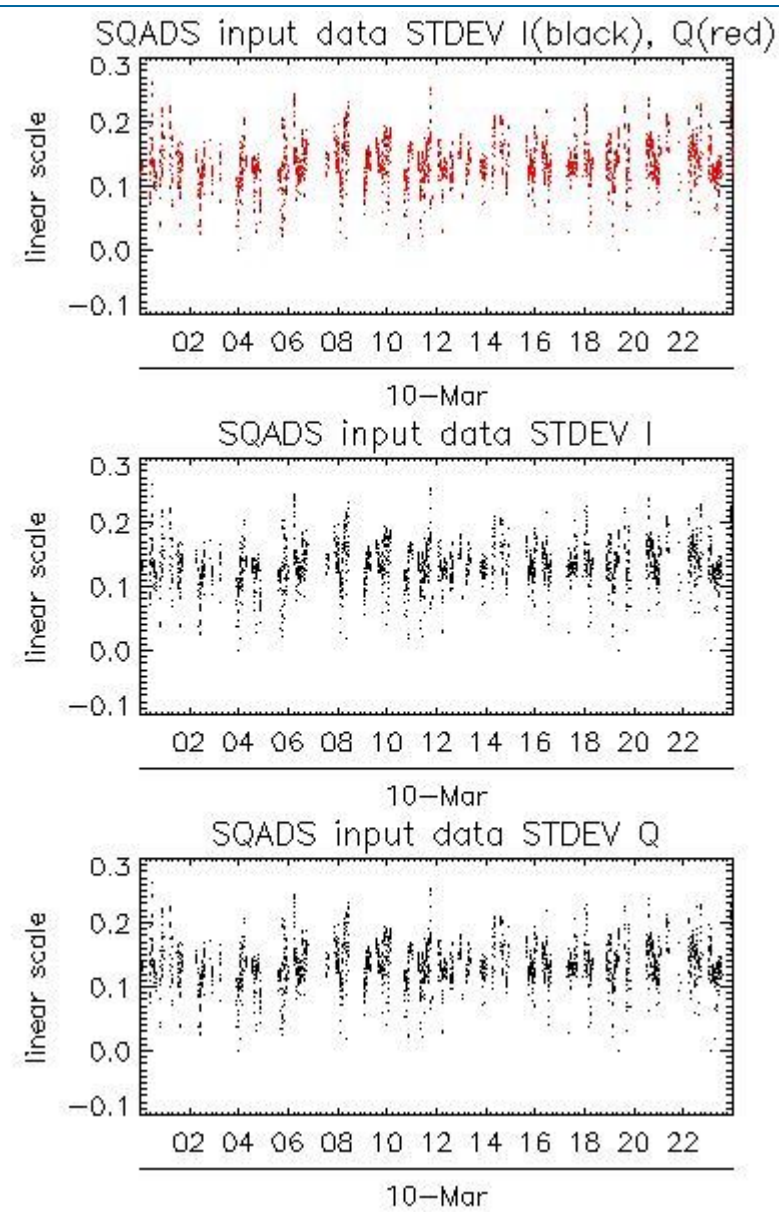 SQADS input data STDEV I(black), Q(red)
0.3
0.2
0.1
0.0
-0.1
linear scale
02 04 06 08 10 12 14 16 18 20 22
10-Mar
SQADS input data STDEV I
0.3
0.2
0.1
0.0
-0.1
linear scale
02 04 06 08 10 12 14 16 18 20 22
10-Mar
SQADS input data STDEV Q
0.3
0.2
0.1
0.0
-0.1
linear scale
02 04 06 08 10 12 14 16 18 20 22
10-Mar